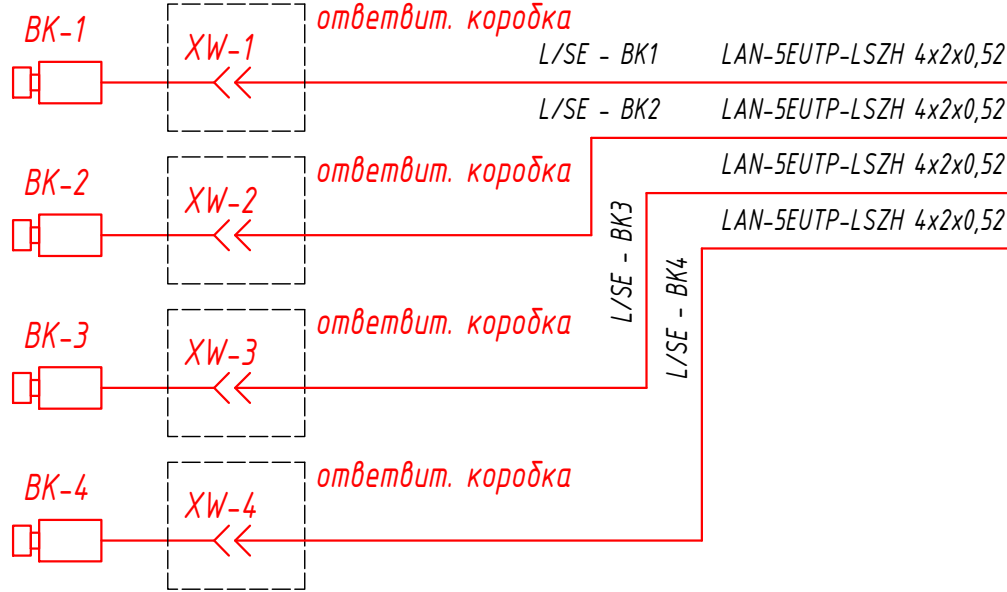 ВК-1
XW-1
ответвит. коробка
L/SE - ВК1
LAN-5EUTP-LSZH 4x2x0,52
L/SE - ВК2
LAN-5EUTP-LSZH 4x2x0,52
ВК-2
XW-2
ответвит. коробка
LAN-5EUTP-LSZH 4x2x0,52
L/SE - ВК3
LAN-5EUTP-LSZH 4x2x0,52
L/SE - ВК4
ВК-3
XW-3
ответвит. коробка
ВК-4
XW-4
ответвит. коробка